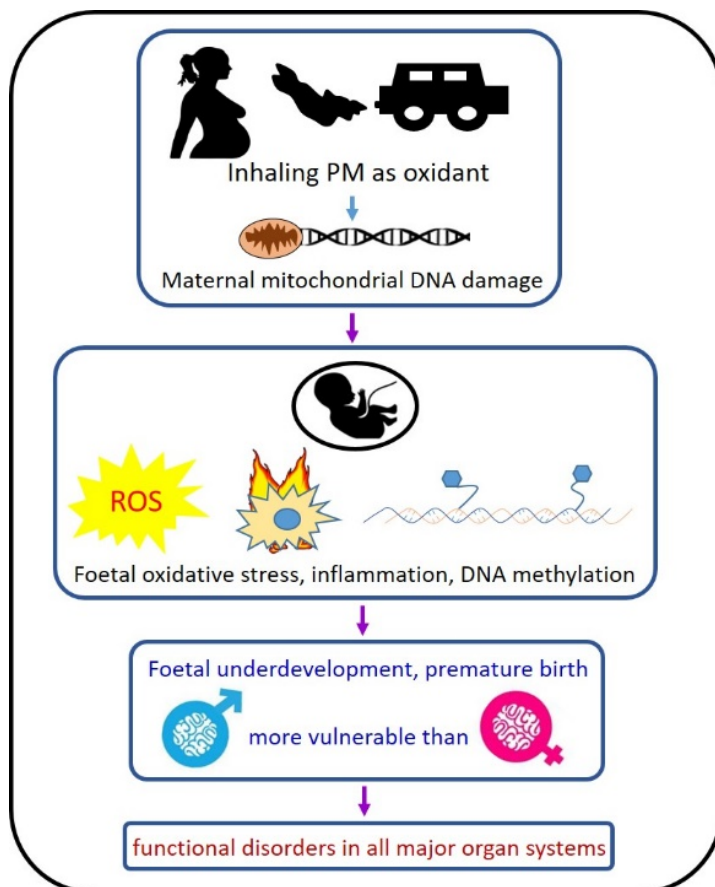 Inhaling PM as oxidant
Maternal mitochondrial DNA damage
ROS
Foetal oxidative stress, inflammation, DNA methylation
Foetal underdevelopment, premature birth
more vulnerable than
functional disorders in all major organ systems